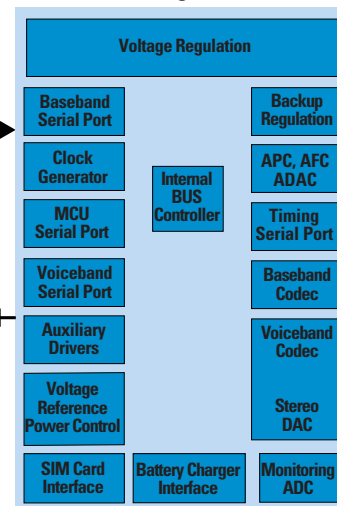 Voltage Regulation
Baseband
Serial Port
Backup
Regulation
Clock
Generator
APC, AFC
ADAC
Internal
BUS
Controller
MCU
Serial Port
Timing
Serial Port
Voiceband
Serial Port
Baseband
Codec
Auxiliary
Drivers
Voiceband
Codec
Voltage
Reference
Power Control
Stereo
DAC
SIM Card
Interface
Battery Charger
Interface
Monitoring
ADC